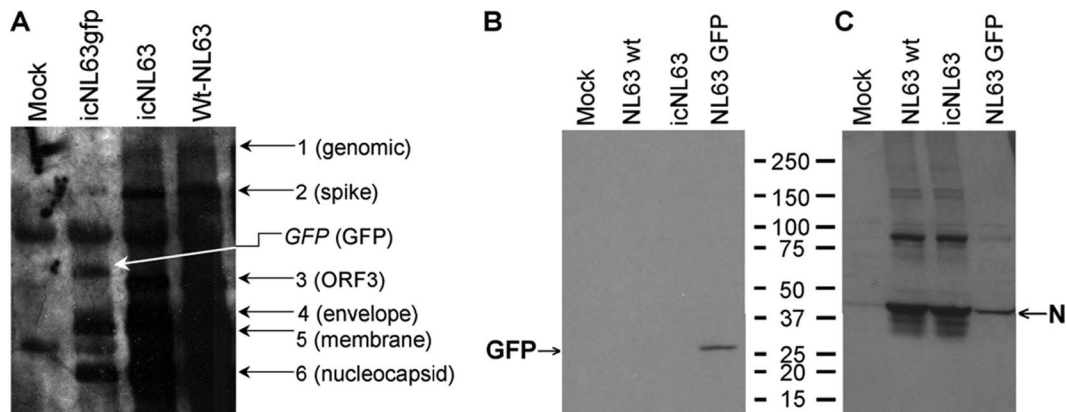 A
Mock
icNL63gfp
icNL63
Wt-NL63
1 (genomic)
2 (spike)
GFP (GFP)
3 (ORF3)
4 (envelope)
5 (membrane)
6 (nucleocapsid)
B
Mock
NL63 wt
icNL63
NL63 GFP
GFP
250
150
100
75
50
37
25
20
15
C
Mock
NL63 wt
icNL63
NL63 GFP
N